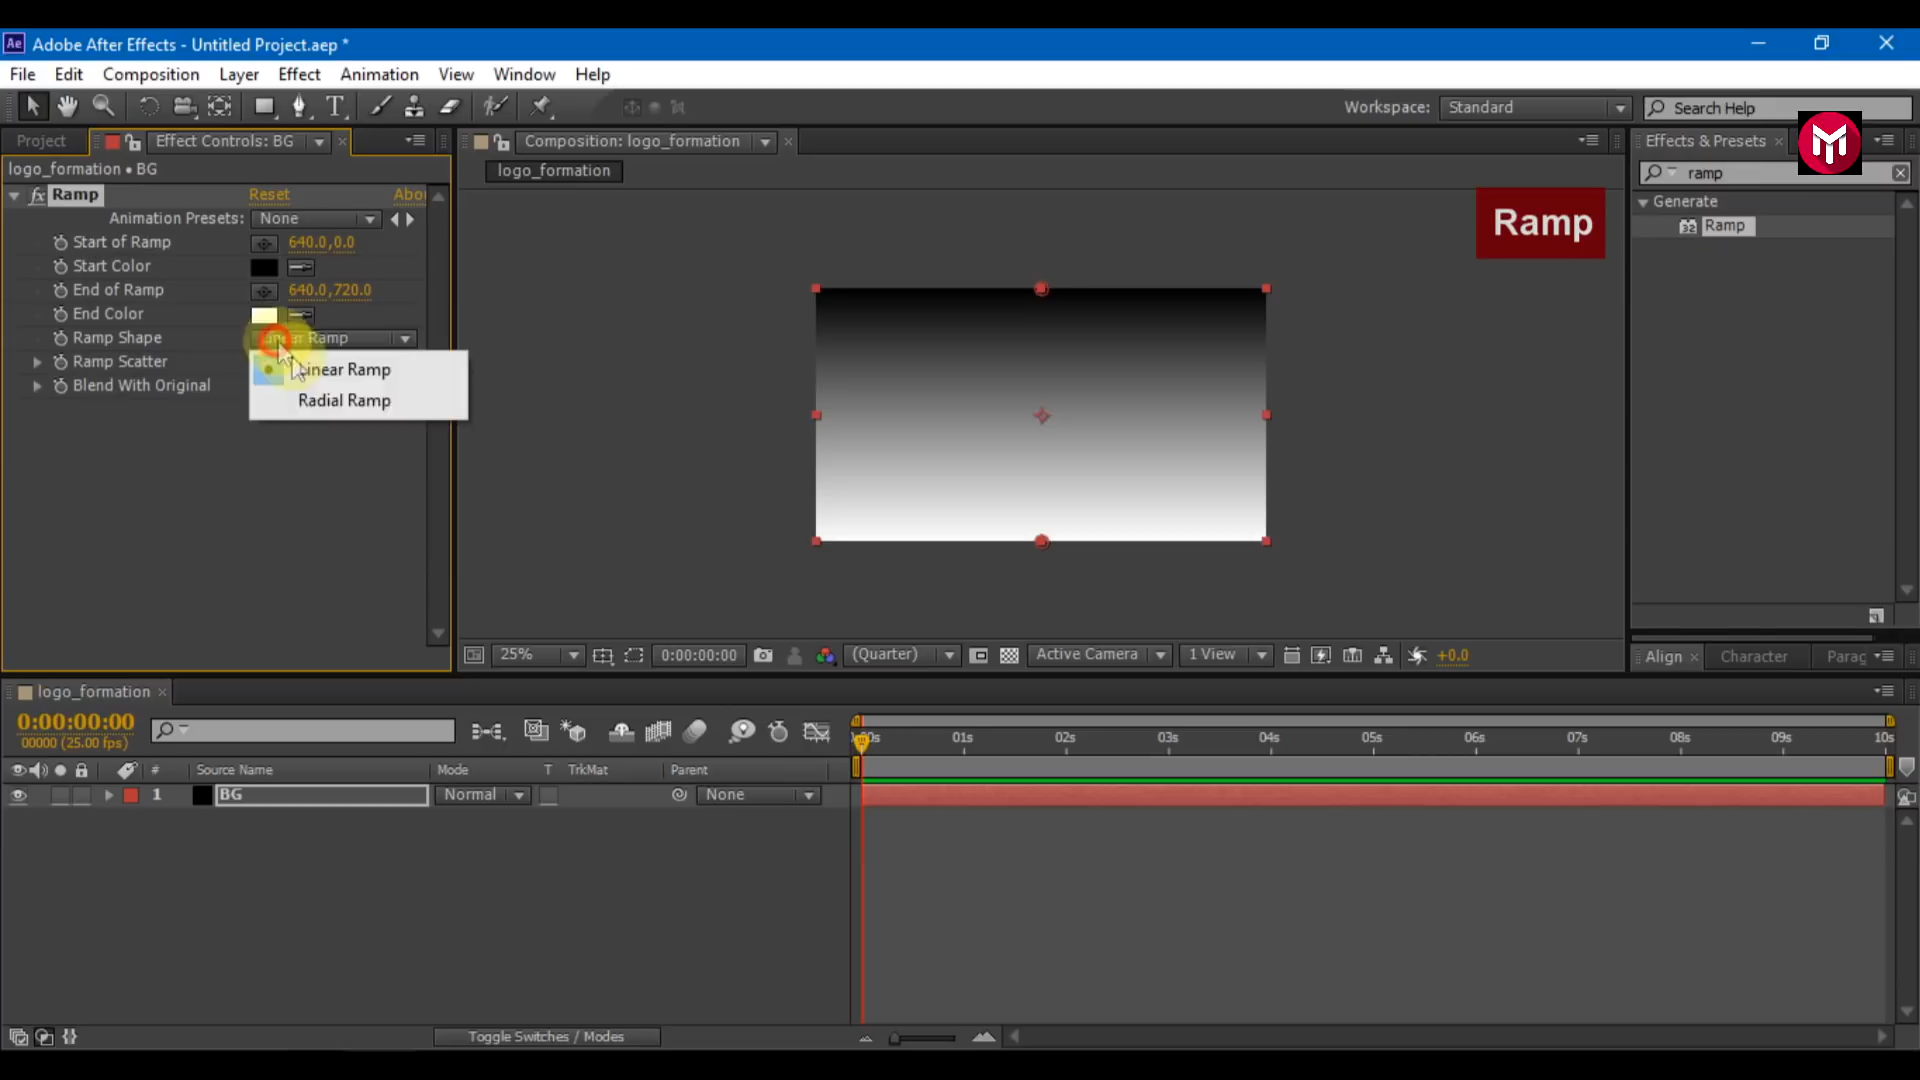 Ae Adobe After Effects - Untitled Project.aep *
File Edit Composition Layer Effect Animation View Window Help
Workspace: Standard Search Help
Project Effect Controls: BG × Composition: logo_formation × Effects & Presets ×
logo_formation • BG logo_formation ramp
fx Ramp Reset Generate
Animation Presets: None 32 Ramp
Ramp
Start of Ramp 640.0,0.0
Start Color
End of Ramp 640.0,720.0
End Color
Ramp Shape Ramp
Ramp Scatter
Blend With Original
Linear Ramp
Radial Ramp
25% 0:00:00:00 (Quarter) Active Camera 1 View +0.0
Align × Character
logo_formation ×
0:00:00:00
00000 (25.00 fps)
01s 02s 03s 04s 05s 06s 07s 08s 09s 10s
# Source Name Mode T TrkMat Parent
1 BG Normal None
Toggle Switches / Modes